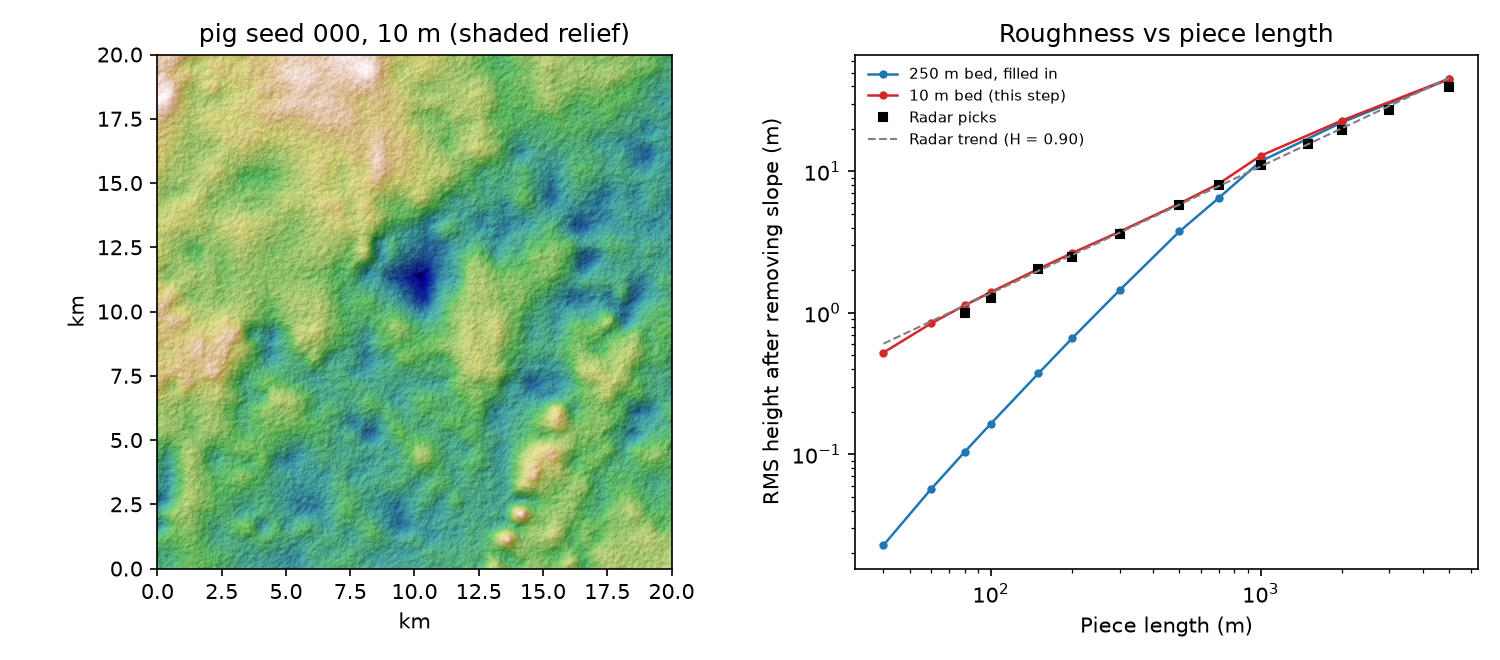 pig seed 000, 10 m (shaded relief)
20.0
17.5
15.0
12.5
10.0
7.5
5.0
2.5
0.0
km
0.0 2.5 5.0 7.5 10.0 12.5 15.0 17.5 20.0
km
Roughness vs piece length
250 m bed, filled in
10 m bed (this step)
Radar picks
Radar trend (H = 0.90)
RMS height after removing slope (m)
10¹
10⁰
10⁻¹
10² 10³
Piece length (m)